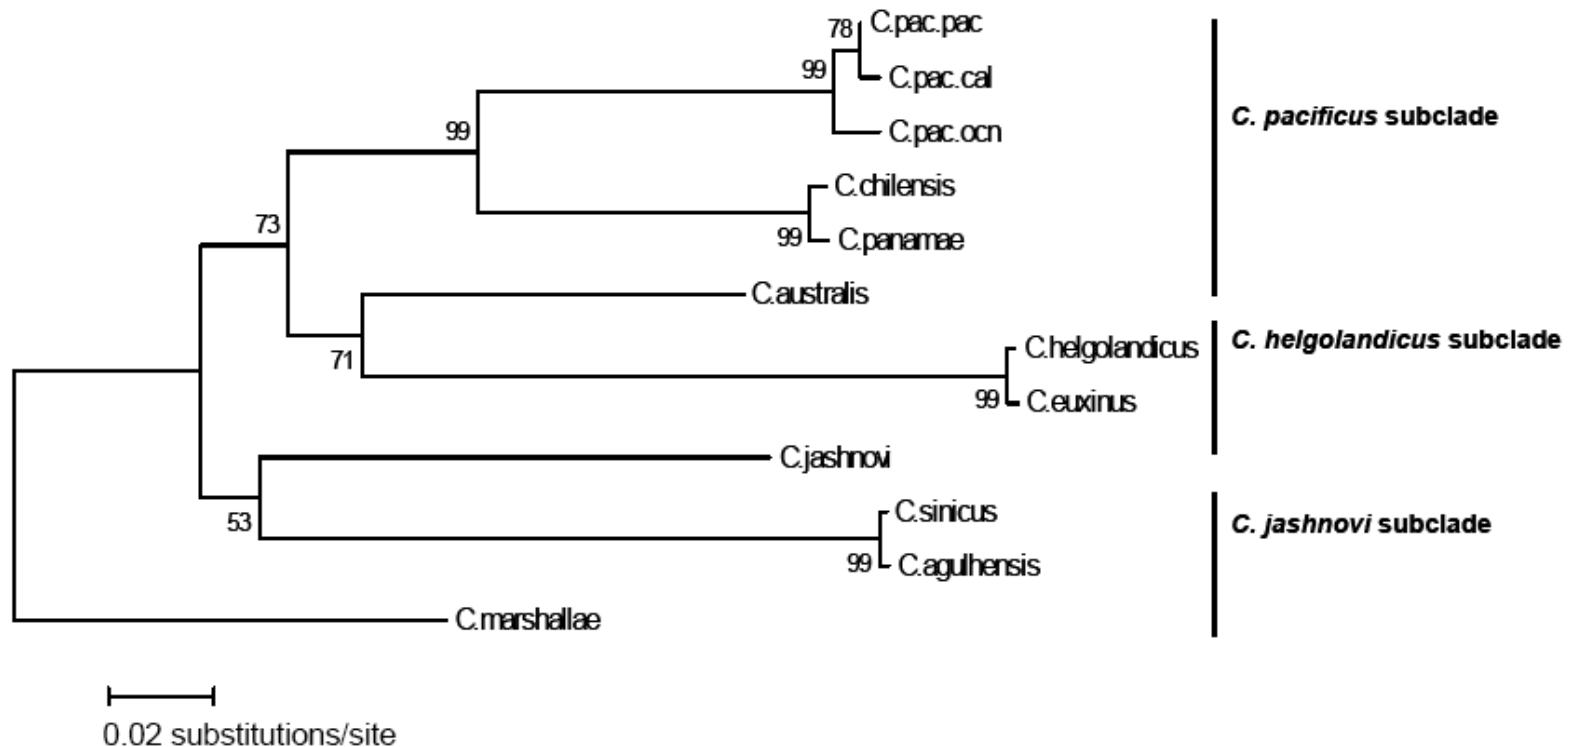 78
C.pac.pac
99
C.pac.cal
C. pacificus subclade
99
C.pac.ocn
C.chilensis
73
99
C.panamae
C.australis
C. helgolandicus subclade
71
C.helgolandicus
99
C.euxinus
C.jashnovi
53
C.sinicus
C. jashnovi subclade
99
C.agulhensis
C.marshallae
0.02 substitutions/site